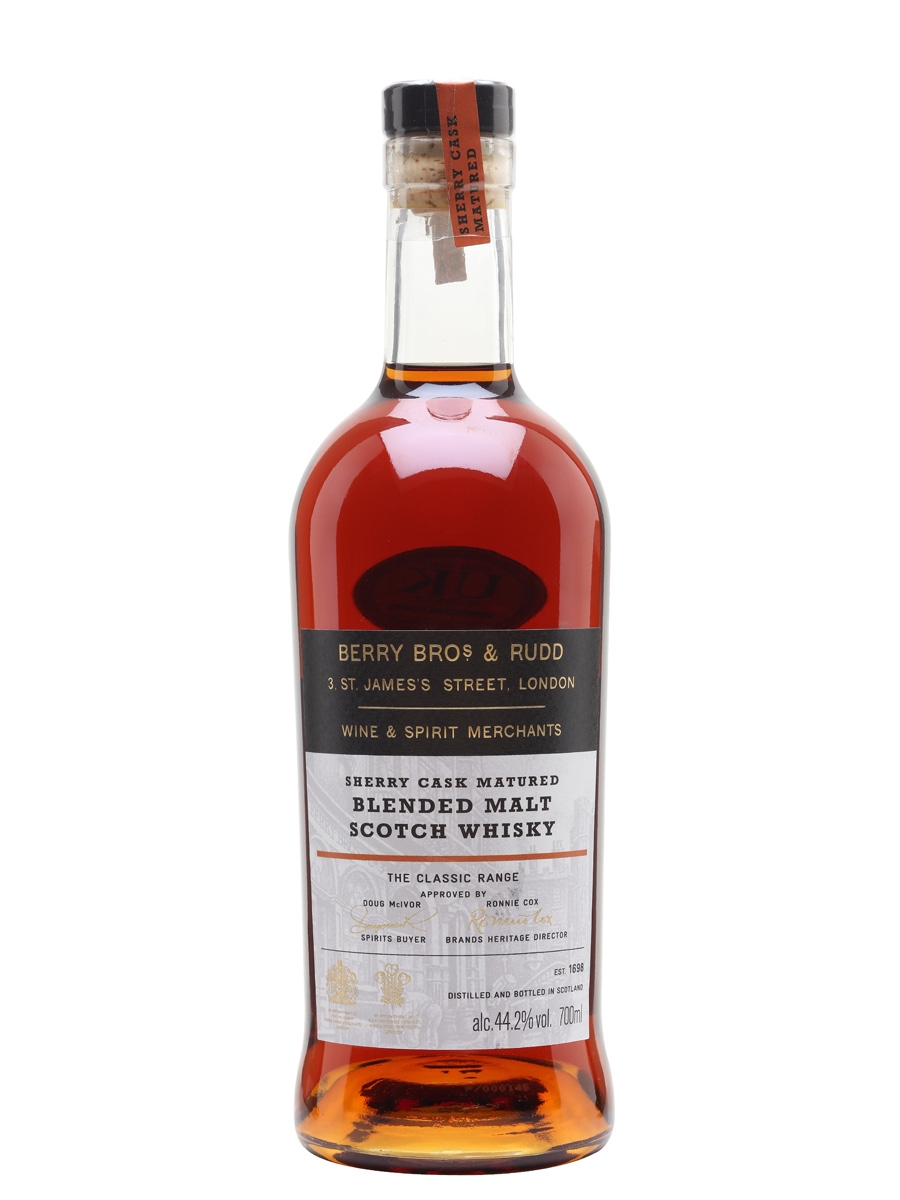 SHERRY CASK
MATURED
UK
BERRY BROS & RUDD
3. ST. JAMES'S STREET, LONDON
WINE & SPIRIT MERCHANTS
SHERRY CASK MATURED
BLENDED MALT
SCOTCH WHISKY
THE CLASSIC RANGE
APPROVED BY
DOUG McIVOR RONNIE COX
SPIRITS BUYER BRANDS HERITAGE DIRECTOR
EST. 1698
DISTILLED AND BOTTLED IN SCOTLAND
alc.44.2%vol. 700ml